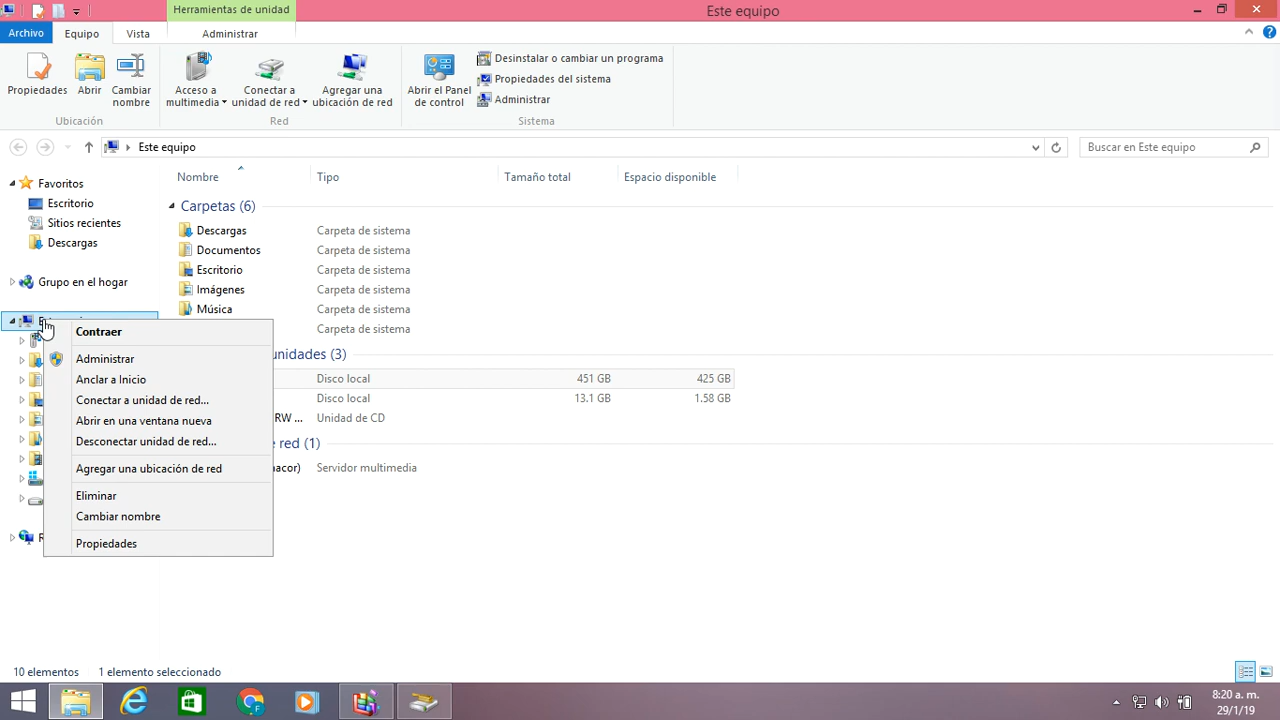 Herramientas de unidad
Este equipo
Archivo
Equipo
Vista
Administrar
Propiedades
Abrir
Cambiar nombre
Acceso a multimedia
Conectar a unidad de red
Agregar una ubicación de red
Abrir el Panel de control
Desinstalar o cambiar un programa
Propiedades del sistema
Administrar
Ubicación
Red
Sistema
Este equipo
Buscar en Este equipo
Favoritos
Escritorio
Sitios recientes
Descargas
Grupo en el hogar
Contraer
Administrar
Anclar a Inicio
Conectar a unidad de red...
Abrir en una ventana nueva
Desconectar unidad de red...
Agregar una ubicación de red
Eliminar
Cambiar nombre
Propiedades
Nombre Tipo Tamaño total Espacio disponible
Carpetas (6)
Descargas Carpeta de sistema
Documentos Carpeta de sistema
Escritorio Carpeta de sistema
Imágenes Carpeta de sistema
Música Carpeta de sistema
Carpeta de sistema
unidades (3)
Disco local 451 GB 425 GB
Disco local 13.1 GB 1.58 GB
RW ... Unidad de CD
e red (1)
acor) Servidor multimedia
10 elementos 1 elemento seleccionado
8:20 a. m.
29/1/19